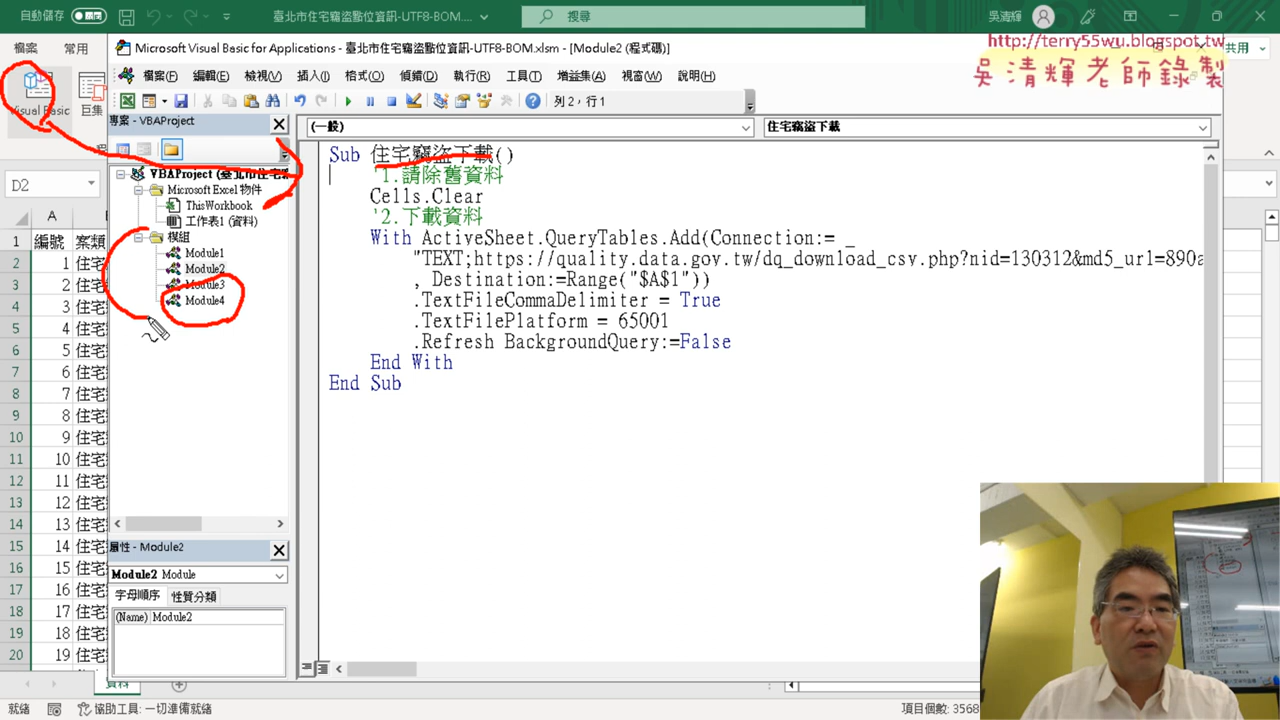 自動儲存
臺北市住宅竊盜點位資訊-UTF8-BOM....
搜尋
吳清輝
檔案
常用
共用
http://terry55wu.blogspot.tw
吳清輝老師錄製
Visual Basic
巨集
Microsoft Visual Basic for Applications - 臺北市住宅竊盜點位資訊-UTF8-BOM.xlsm - [Module2 (程式碼)]
檔案(F) 編輯(E) 檢視(V) 插入(I) 格式(O) 偵錯(D) 執行(R) 工具(T) 增益集(A) 視窗(W) 說明(H)
列 2，行 1
專案 - VBAProject
VBAProject (臺北市住宅竊
Microsoft Excel 物件
ThisWorkbook
工作表1 (資料)
模組
Module1
Module2
Module3
Module4
屬性 - Module2
Module2 Module
字母順序 性質分類
(Name) Module2
(一般)
住宅竊盜下載
Sub 住宅竊盜下載()
'1.請除舊資料
Cells.Clear
'2.下載資料
With ActiveSheet.QueryTables.Add(Connection:= _
"TEXT;https://quality.data.gov.tw/dq_download_csv.php?nid=130312&md5_url=890a
, Destination:=Range("$A$1"))
.TextFileCommaDelimiter = True
.TextFilePlatform = 65001
.Refresh BackgroundQuery:=False
End With
End Sub
D2
A
1 編號 案類
2 1 住宅
3 2 住宅
4 3 住宅
5 4 住宅
6 5 住宅
7 6 住宅
8 7 住宅
9 8 住宅
10 9 住宅
11 10 住宅
12 11 住宅
13 12 住宅
14 13 住宅
15 14 住宅
16 15 住宅
17 16 住宅
18 17 住宅
19 18 住宅
20 19 住宅
資料
就緒
協助工具: 一切準備就緒
項目個數: 3568